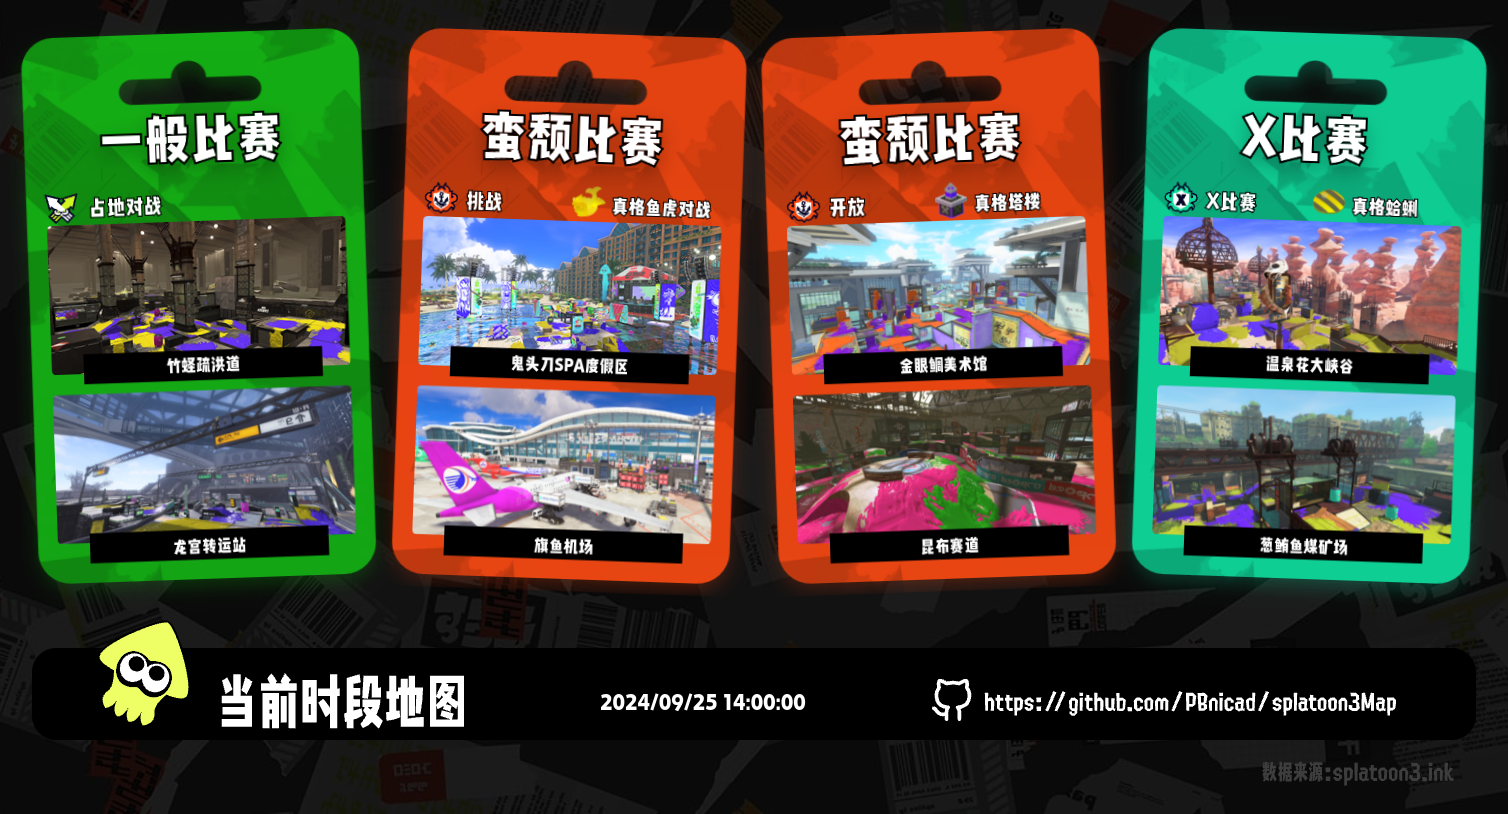 一般比赛
占地对战
竹蛏疏洪道
龙宫转运站
蛮颓比赛
挑战
真格鱼虎对战
鬼头刀SPA度假区
旗鱼机场
蛮颓比赛
开放
真格塔楼
金眼鲷美术馆
昆布赛道
X比赛
X比赛
真格蛤蜊
温泉花大峡谷
葱鲔鱼煤矿场
当前时段地图
2024/09/25 14:00:00
https://github.com/PBnicad/splatoon3Map
数据来源:splatoon3.ink